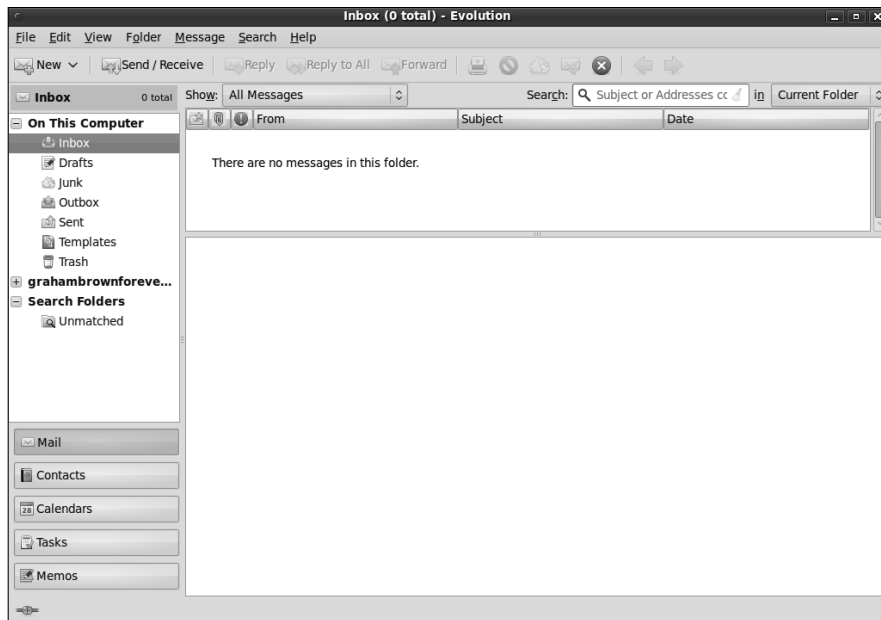 Inbox (0 total) - Evolution
File Edit View Folder Message Search Help
New Send / Receive Reply Reply to All Forward
Inbox 0 total Show: All Messages Search: Subject or Addresses cc in Current Folder
On This Computer From Subject Date
Inbox
Drafts There are no messages in this folder.
Junk
Outbox
Sent
Templates
Trash
grahambrownforeve...
Search Folders
Unmatched
Mail
Contacts
28 Calendars
Tasks
Memos